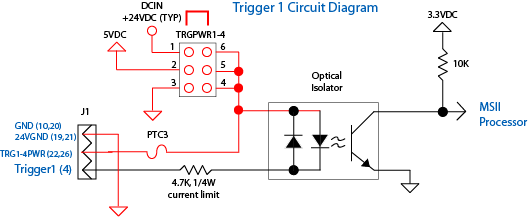 Trigger 1 Circuit Diagram
DCIN
+24VDC (TYP)
3.3VDC
5VDC
TRGPWR1-4
1
6
2
5
3
4
10K
Optical
Isolator
MSII
Processor
J1
GND (10,20)
24VGND (19,21)
PTC3
TRG1-4PWR (22,26)
Trigger1 (4)
4.7K, 1/4W
current limit